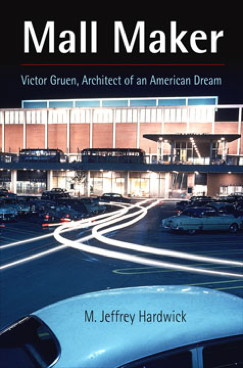 Mall Maker
Victor Gruen, Architect of an American Dream
M. Jeffrey Hardwick